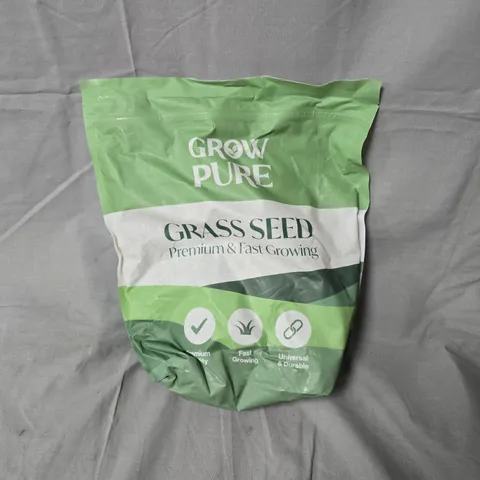 GROW
PURE
GRASS SEED
Premium & Fast Growing
Fast
Growing
Universal
& Durable